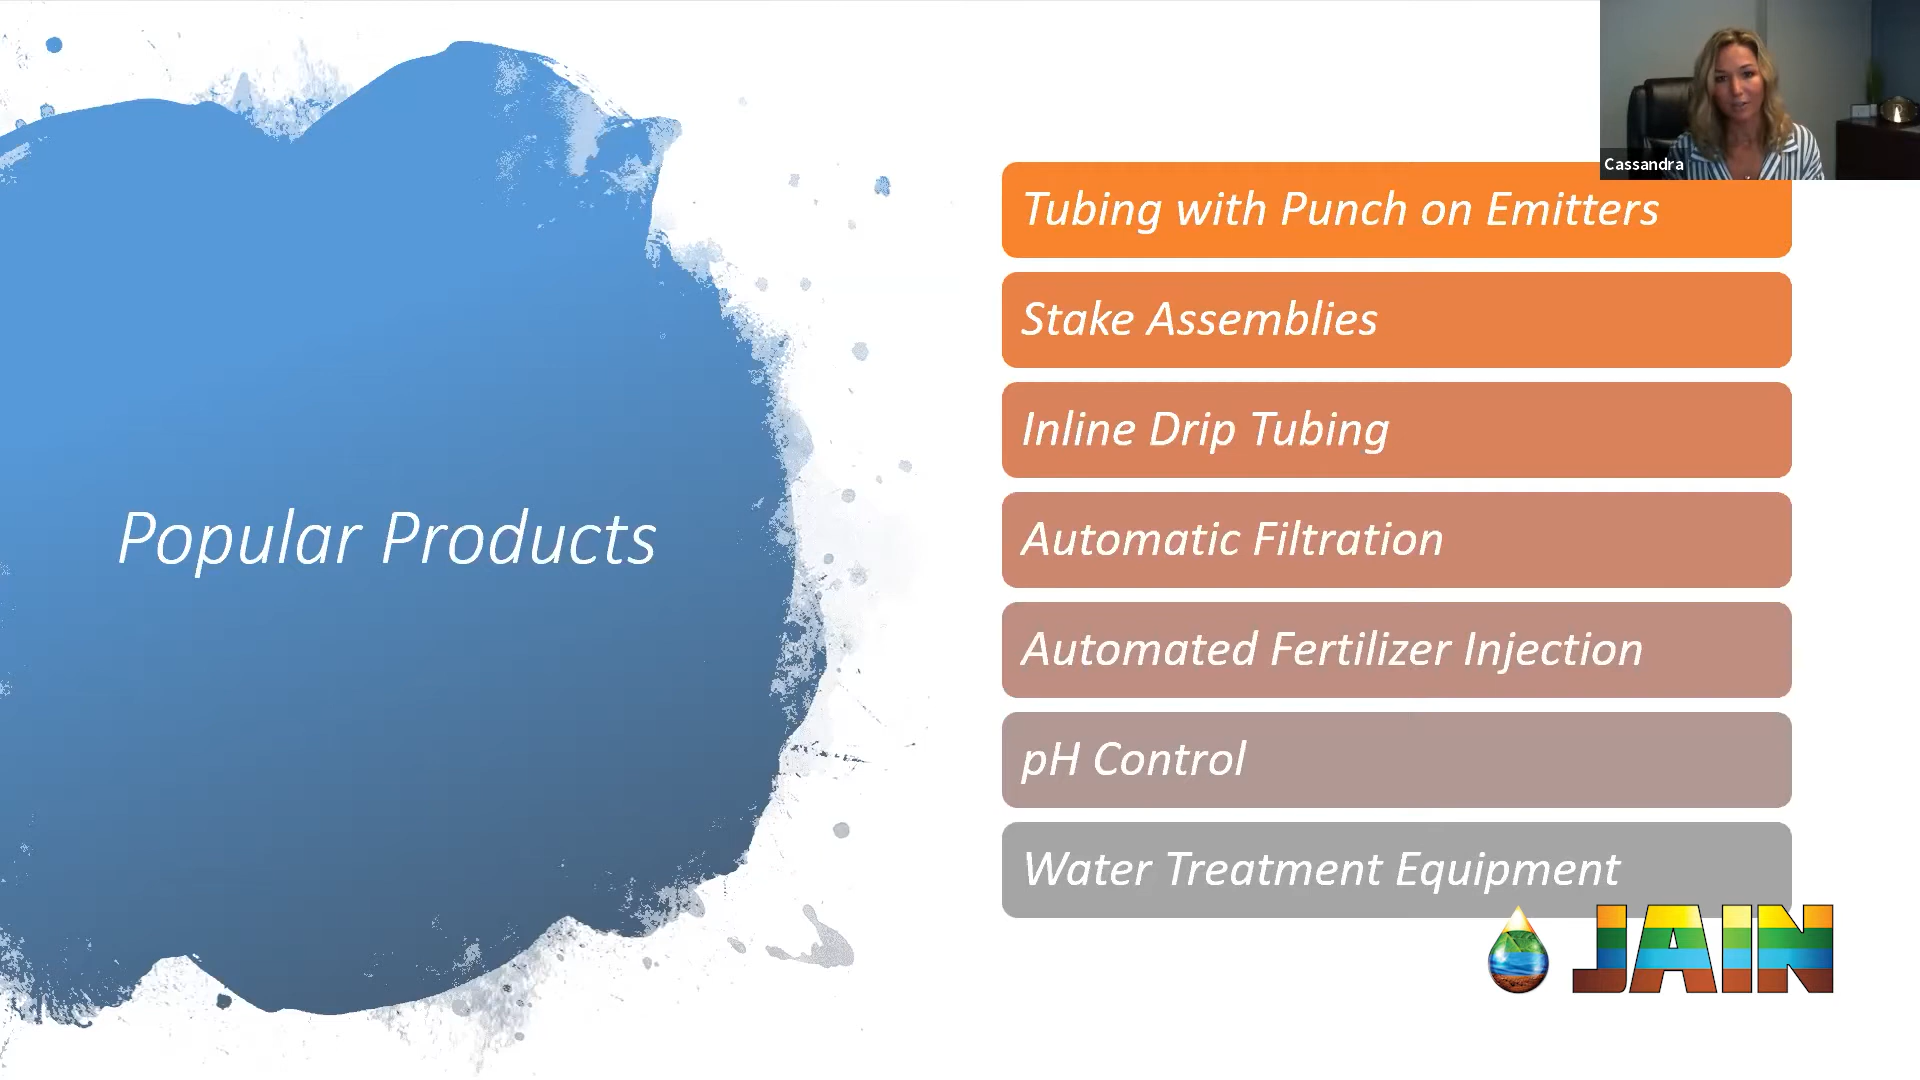 Cassandra
Popular Products
Tubing with Punch on Emitters
Stake Assemblies
Inline Drip Tubing
Automatic Filtration
Automated Fertilizer Injection
pH Control
Water Treatment Equipment
JAIN